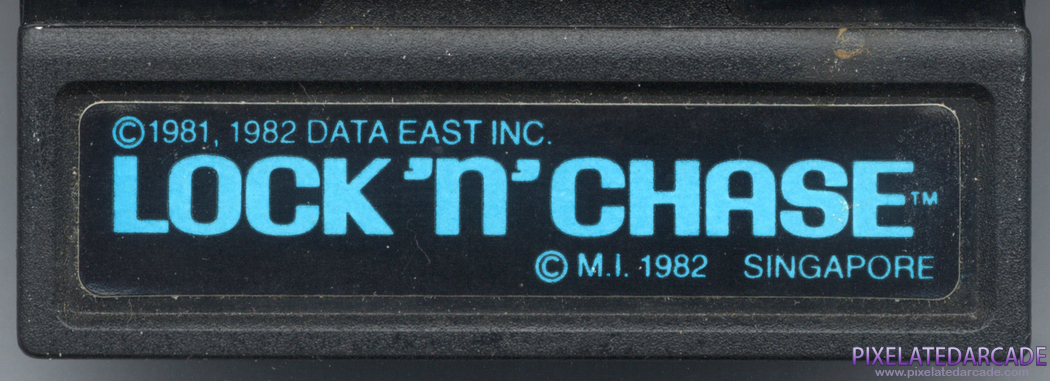 ©1981, 1982 DATA EAST INC.
LOCK 'N' CHASE™
© M.I. 1982 SINGAPORE
PIXELATEDARCADE
www.pixelatedarcade.com